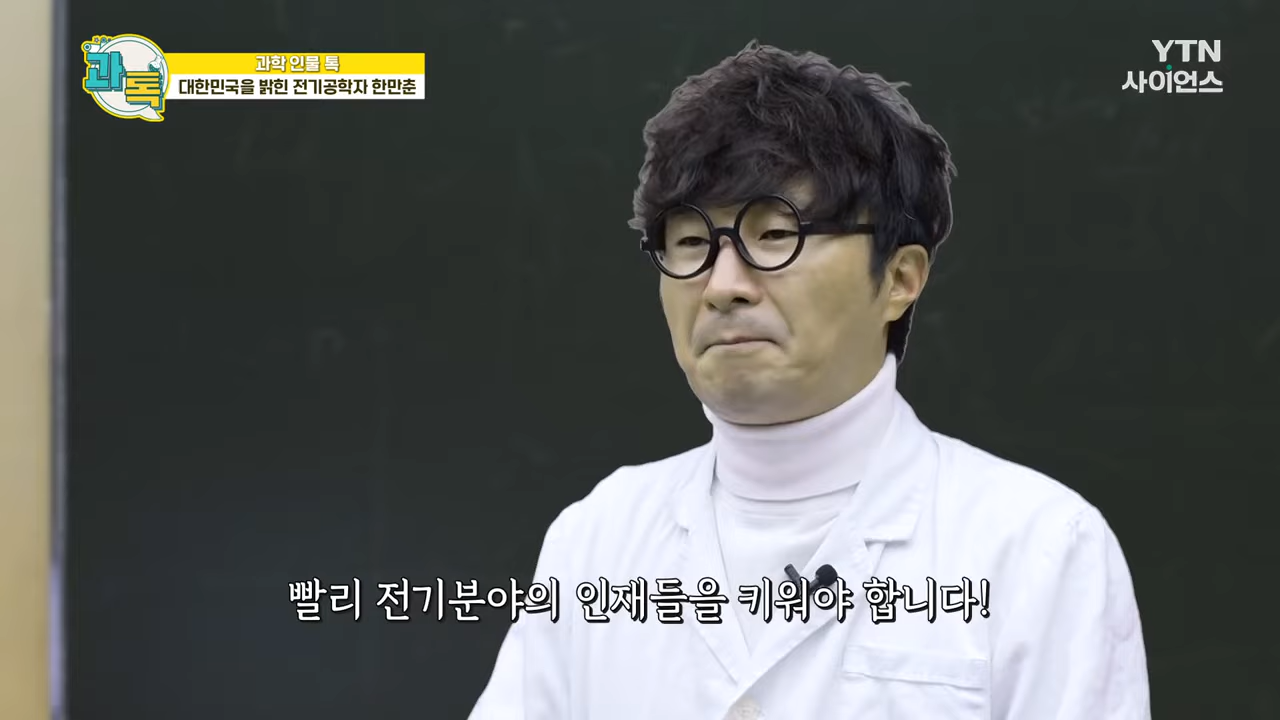 과톡
과학 인물 톡
대한민국을 밝힌 전기공학자 한만춘
YTN
사이언스
빨리 전기분야의 인재들을 키워야 합니다!